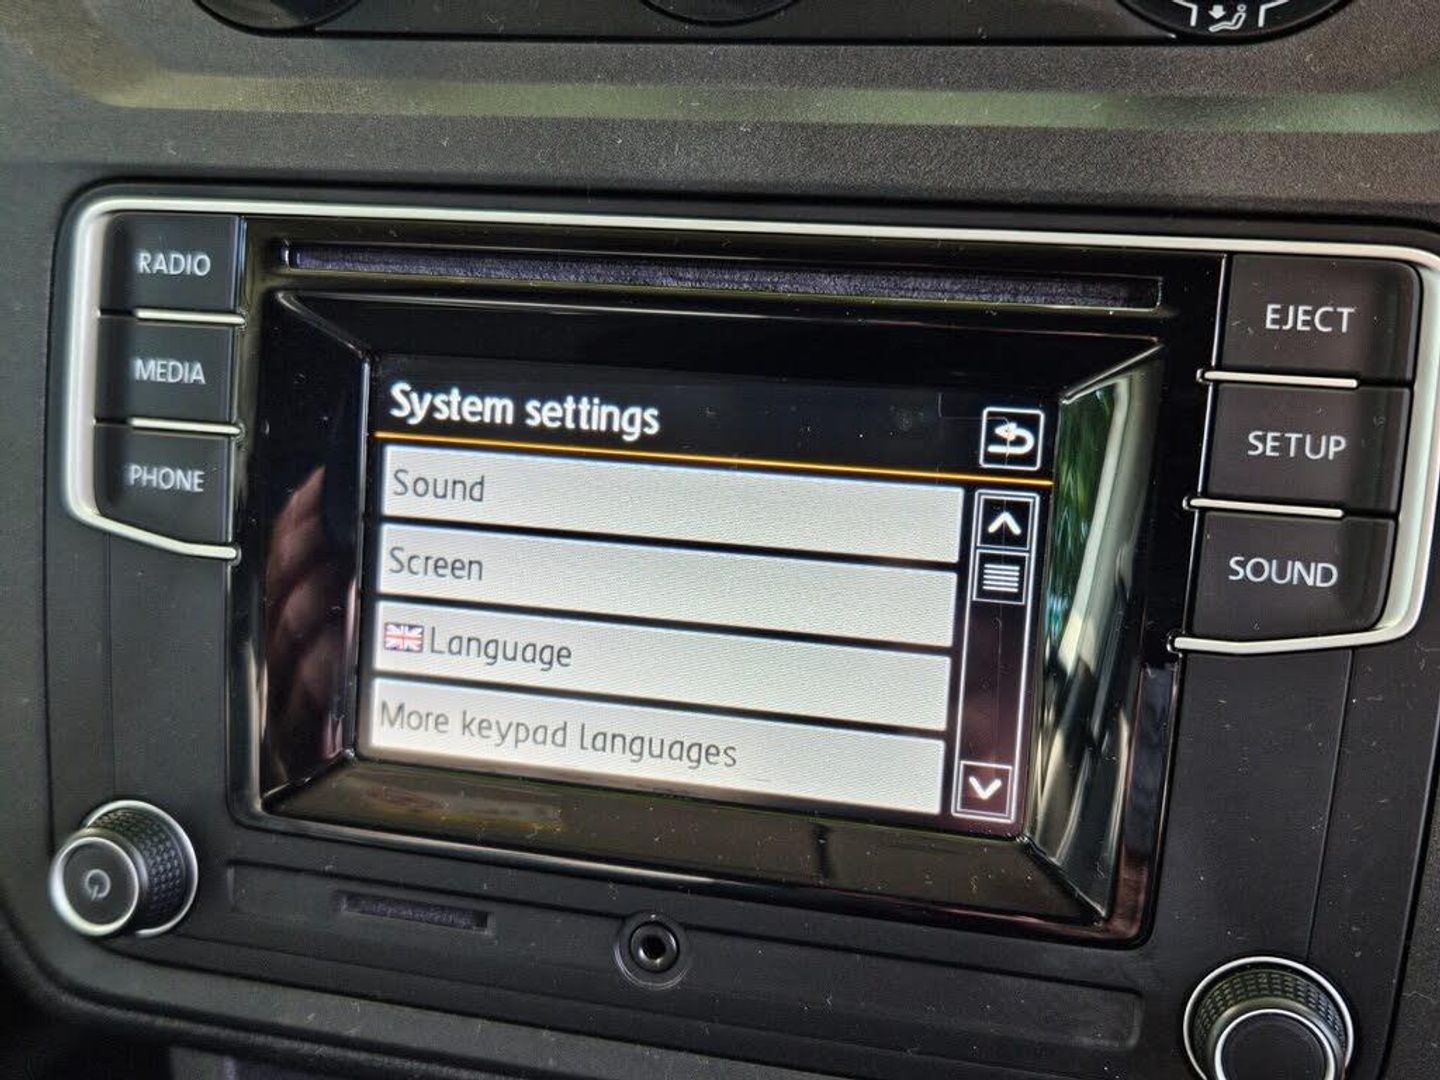 RADIO
MEDIA
PHONE
System settings
Sound
Screen
Language
More keypad languages
EJECT
SETUP
SOUND